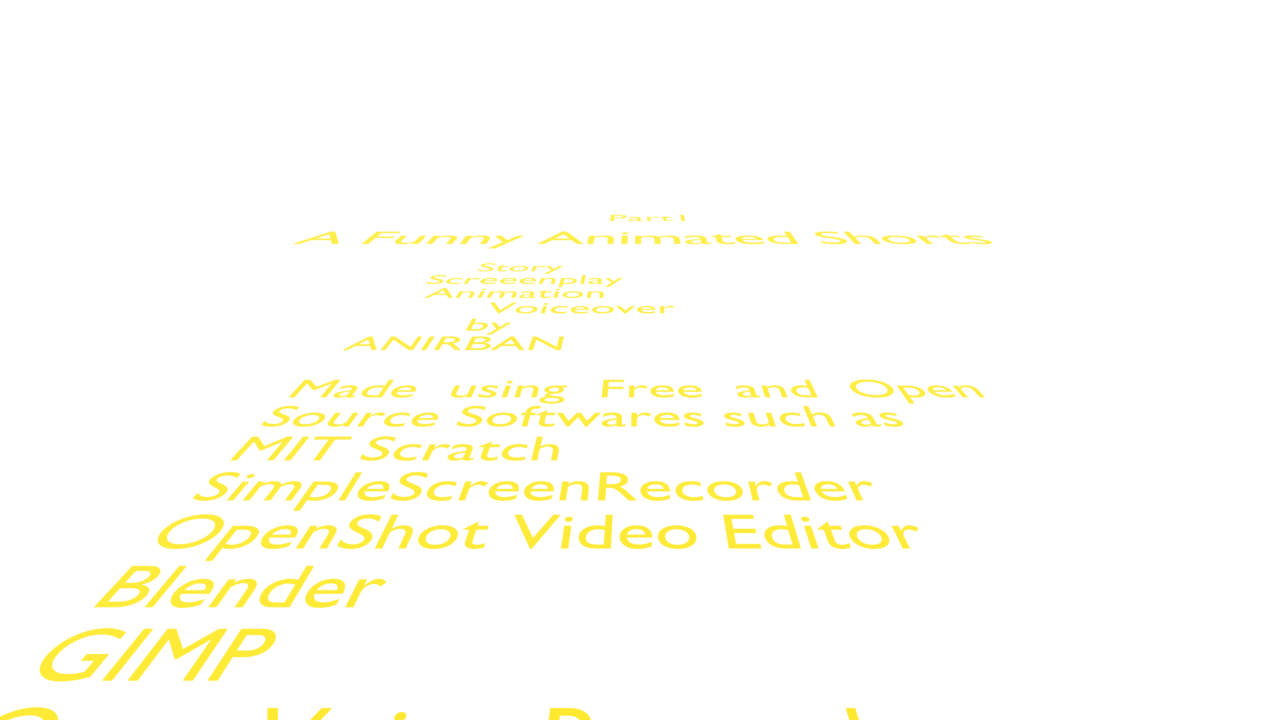 Part I
A Funny Animated Shorts
Story
Screeenplay
Animation
Voiceover
by
ANIRBAN
Made using Free and Open
Source Softwares such as
MIT Scratch
SimpleScreenRecorder
OpenShot Video Editor
Blender
GIMP